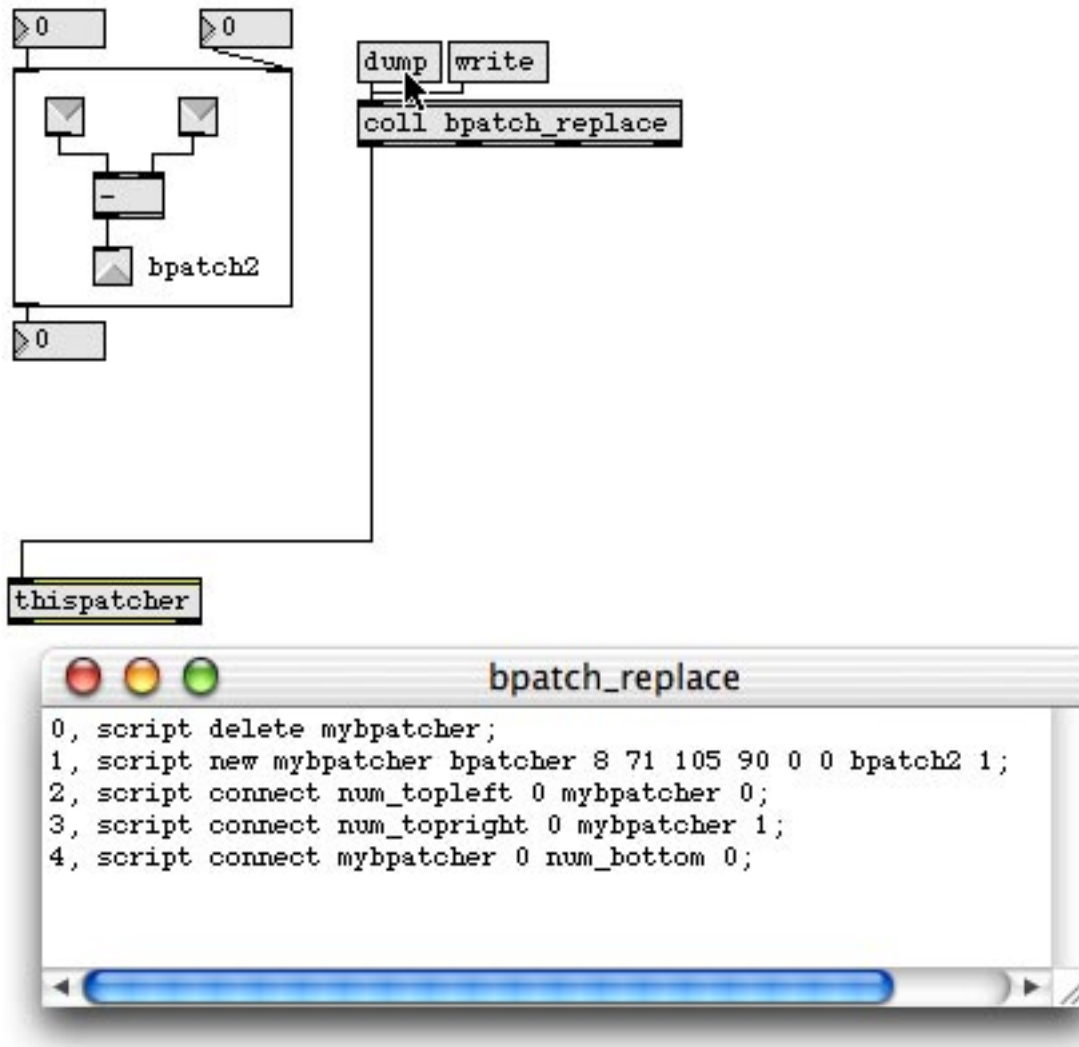 0
0
dump
write
coll bpatch_replace
-
bpatch2
0
thispatcher
bpatch_replace
0, script delete mybpatcher;
1, script new mybpatcher bpatcher 8 71 105 90 0 0 bpatch2 1;
2, script connect num_topleft 0 mybpatcher 0;
3, script connect num_topright 0 mybpatcher 1;
4, script connect mybpatcher 0 num_bottom 0;